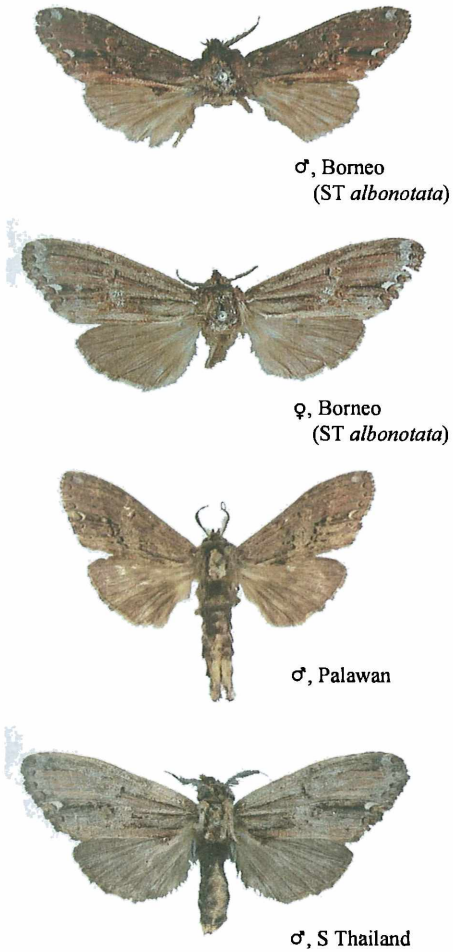 ♂, Borneo
(ST albonotata)
♀, Borneo
(ST albonotata)
♂, Palawan
♂, S Thailand